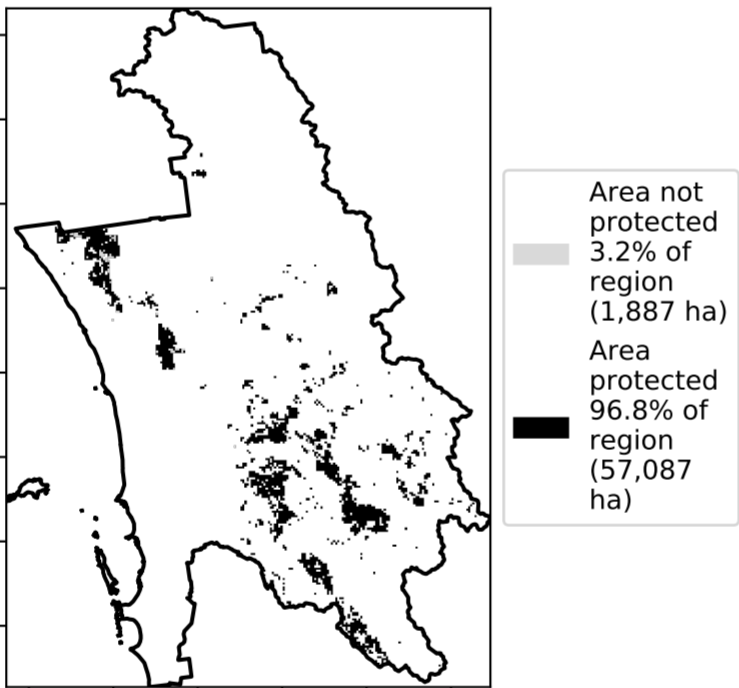 Area not
protected
3.2% of
region
(1,887 ha)
Area
protected
96.8% of
region
(57,087
ha)